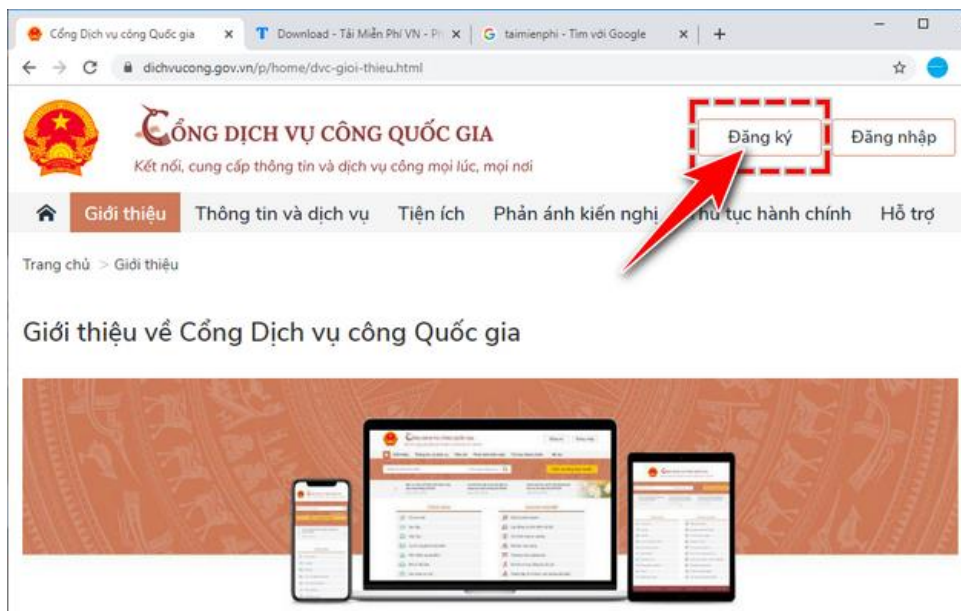 Cổng Dịch vụ công Quốc gia
Download - Tải Miễn Phí VN - Ph
taimienphi - Tìm với Google
dichvucong.gov.vn/p/home/dvc-gioi-thieu.html
CỔNG DỊCH VỤ CÔNG QUỐC GIA
Kết nối, cung cấp thông tin và dịch vụ công mọi lúc, mọi nơi
Đăng ký
Đăng nhập
Giới thiệu Thông tin và dịch vụ Tiện ích Phản ánh kiến nghị Thủ tục hành chính Hỗ trợ
Trang chủ > Giới thiệu
Giới thiệu về Cổng Dịch vụ công Quốc gia